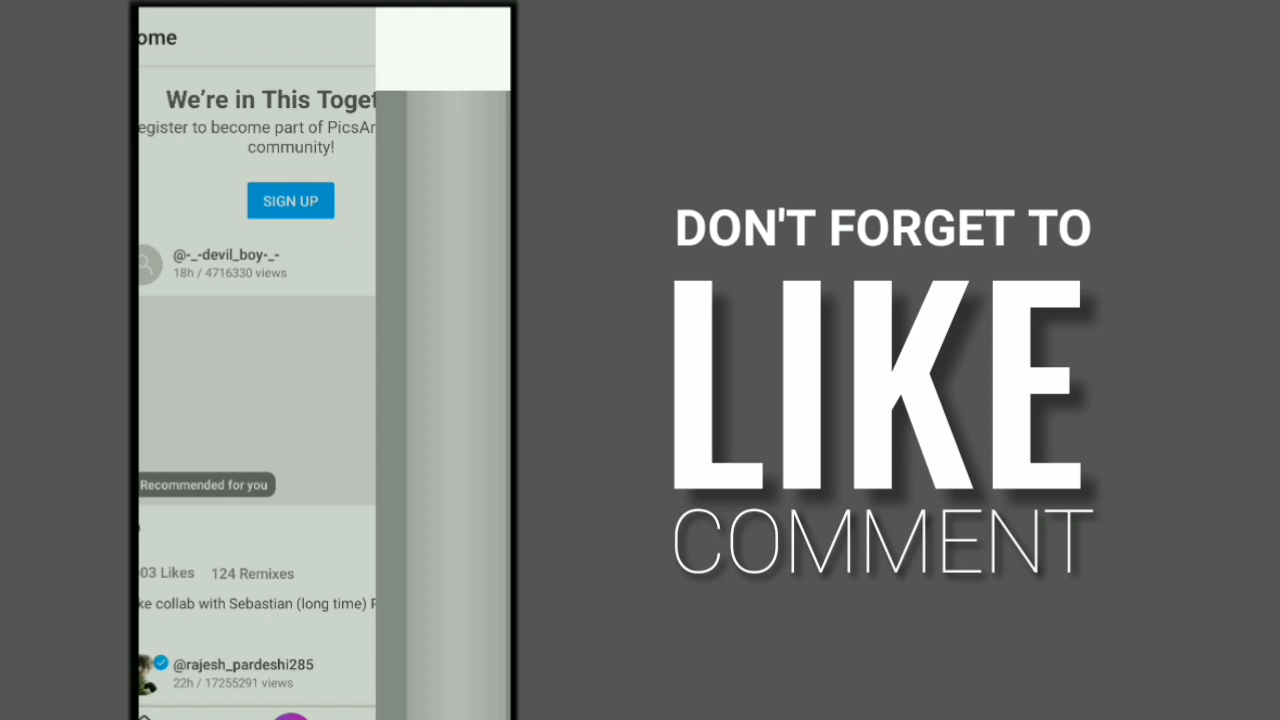 ome
We're in This Toget
egister to become part of PicsAr
community!
SIGN UP
@-_-devil_boy-_-
18h / 4716330 views
Recommended for you
03 Likes 124 Remixes
ke collab with Sebastian (long time)
@rajesh_pardeshi285
22h / 17255291 views
DON'T FORGET TO
LIKE
COMMENT